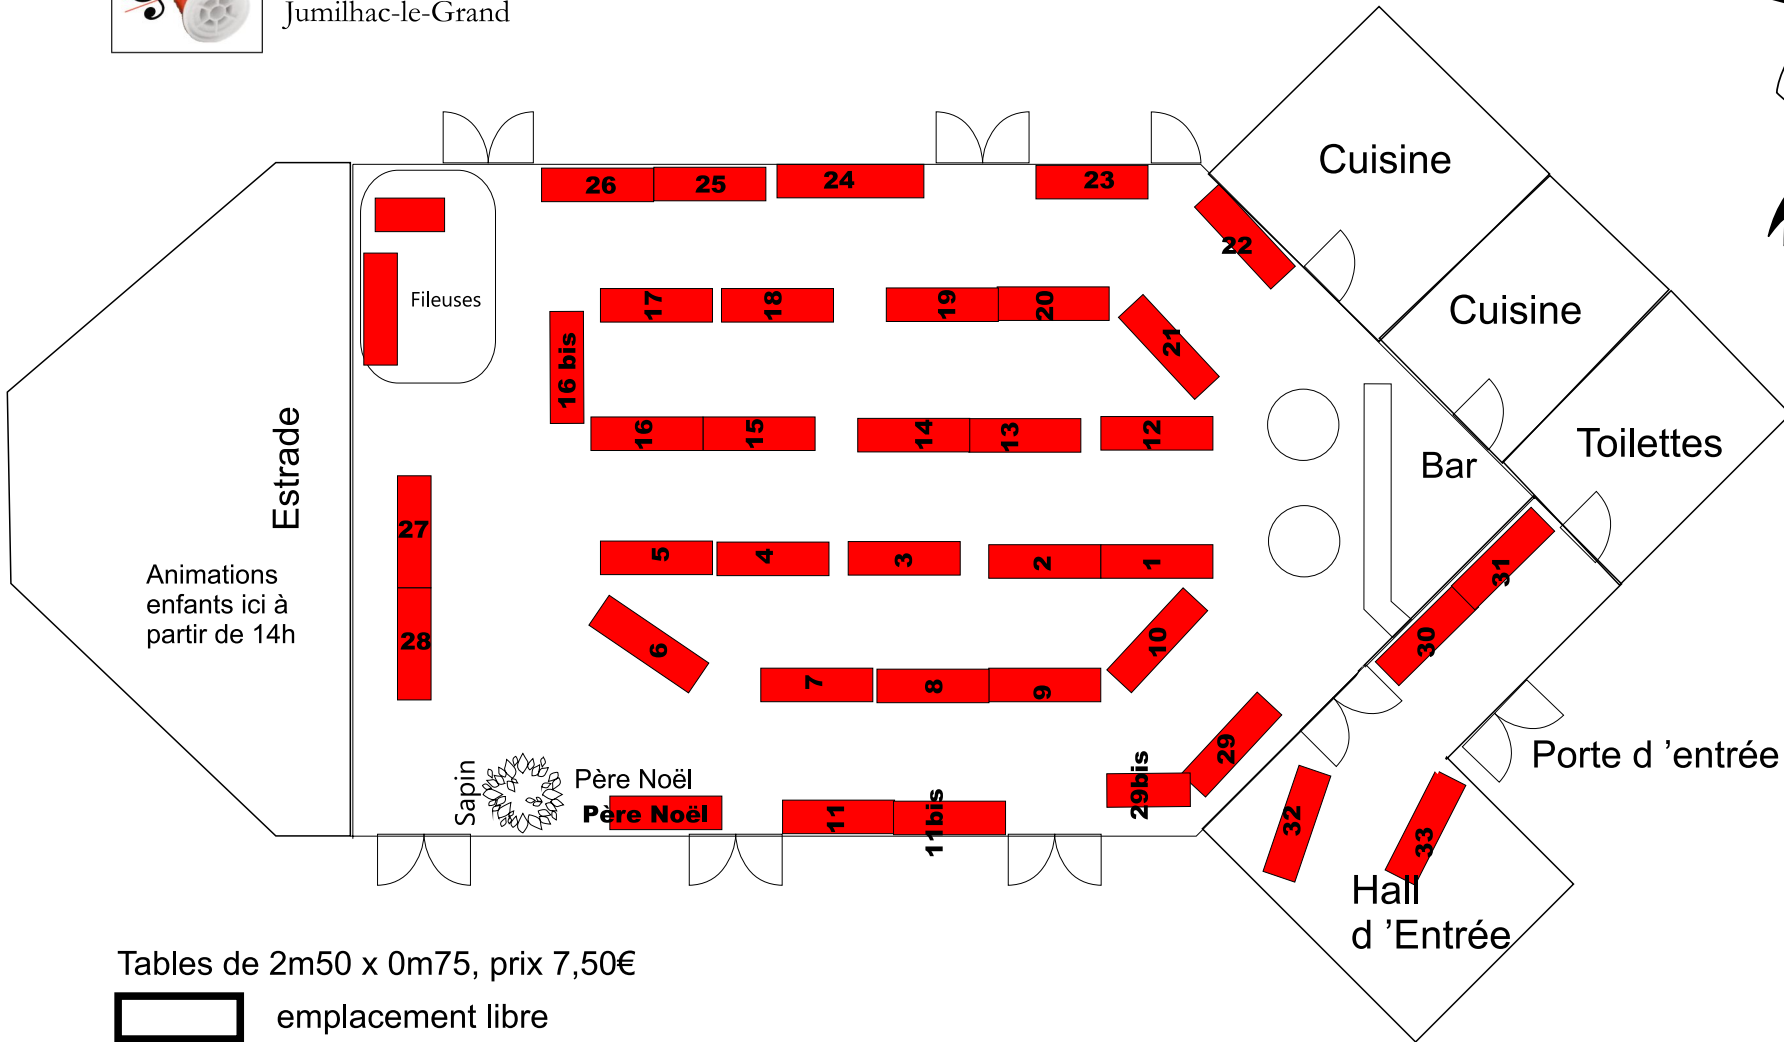 Jumilhac-le-Grand
Cuisine
26
25
24
23
22
Cuisine
Fileuses
17
18
19
20
21
16 bis
16
15
14
13
12
Toilettes
Bar
Estrade
27
28
Animations
enfants ici à
partir de 14h
5
4
3
2
1
31
30
6
10
7
8
9
29
29bis
Porte d ’entrée
Sapin
Père Noël
Père Noël
11
11bis
32
33
Hall
d ’Entrée
Tables de 2m50 x 0m75, prix 7,50€
emplacement libre